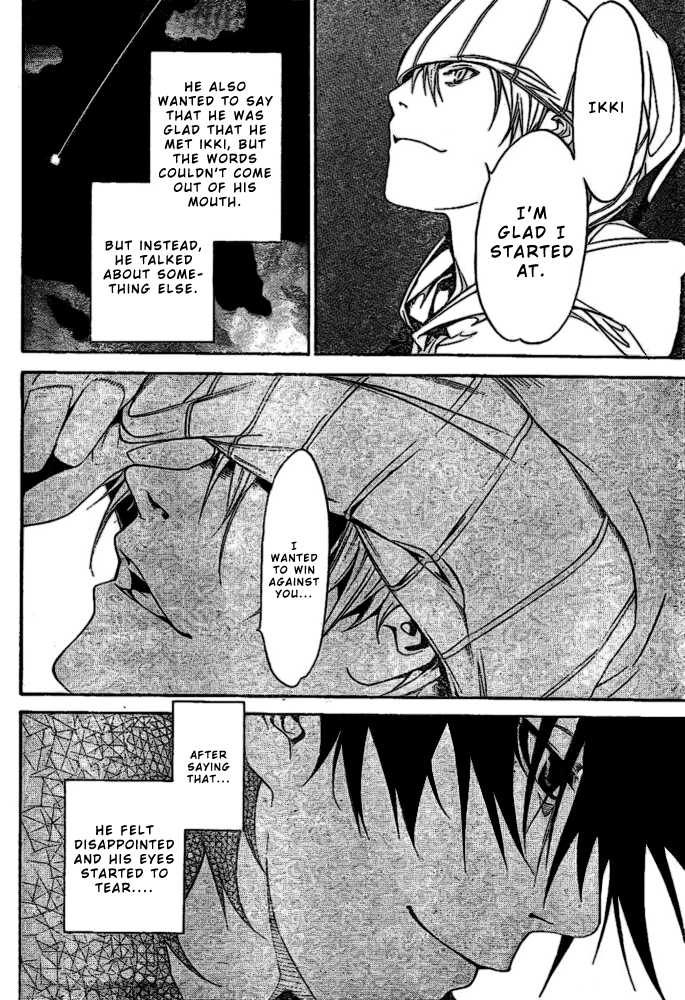 IKKI
I'M
GLAD I
STARTED
AT.
HE ALSO
WANTED TO SAY
THAT HE WAS
GLAD THAT HE
MET IKKI, BUT
THE WORDS
COULDN'T COME
OUT OF HIS
MOUTH.
BUT INSTEAD,
HE TALKED
ABOUT SOME-
THING ELSE.
I
WANTED
TO WIN
AGAINST
YOU...
AFTER
SAYING
THAT...
HE FELT
DISAPPOINTED
AND HIS EYES
STARTED TO
TEAR....